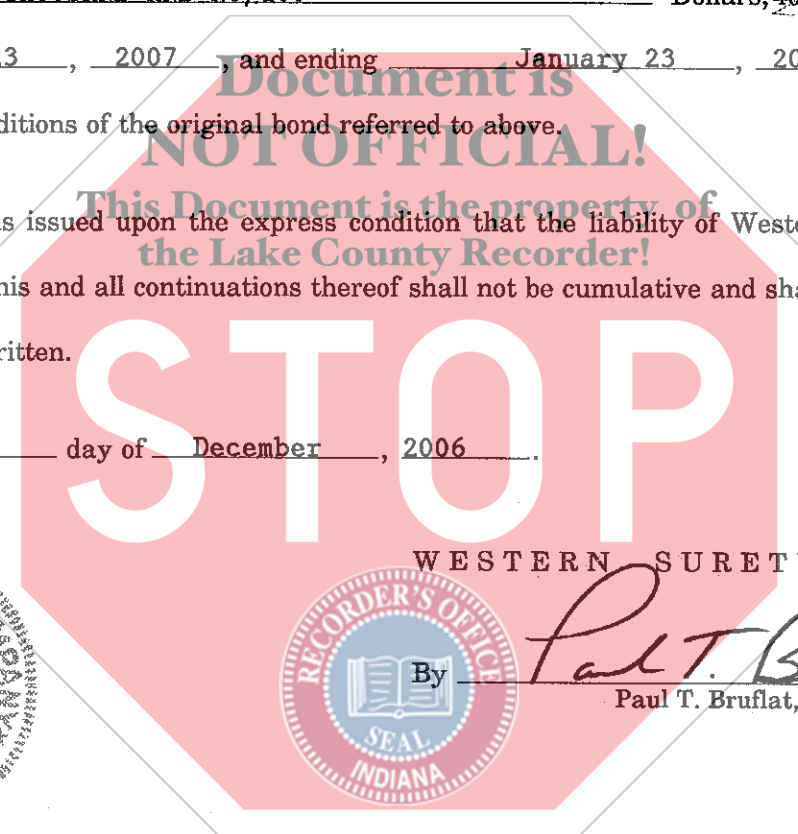 Dollars,
3, 2007, and ending January 23, 20
ditions of the original bond referred to above.
s issued upon the express condition that the liability of Weste
his and all continuations thereof shall not be cumulative and sha
ritten.
day of December, 2006.
WESTERN SURET
By Paul T. B
Paul T. Bruflat,
Document is
NOT OFFICIAL!
This Document is the property of
the Lake County Recorder!
STOP
RECORDER'S OFFICE
SEAL
INDIANA